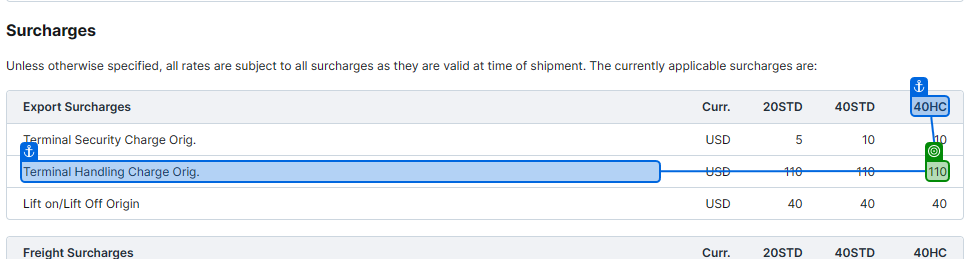 Surcharges
Unless otherwise specified, all rates are subject to all surcharges as they are valid at time of shipment. The currently applicable surcharges are:
Export Surcharges Curr. 20STD 40STD 40HC
Terminal Security Charge Orig. USD 5 10 10
Terminal Handling Charge Orig. USD 110 110 110
Lift on/Lift Off Origin USD 40 40 40
Freight Surcharges Curr. 20STD 40STD 40HC